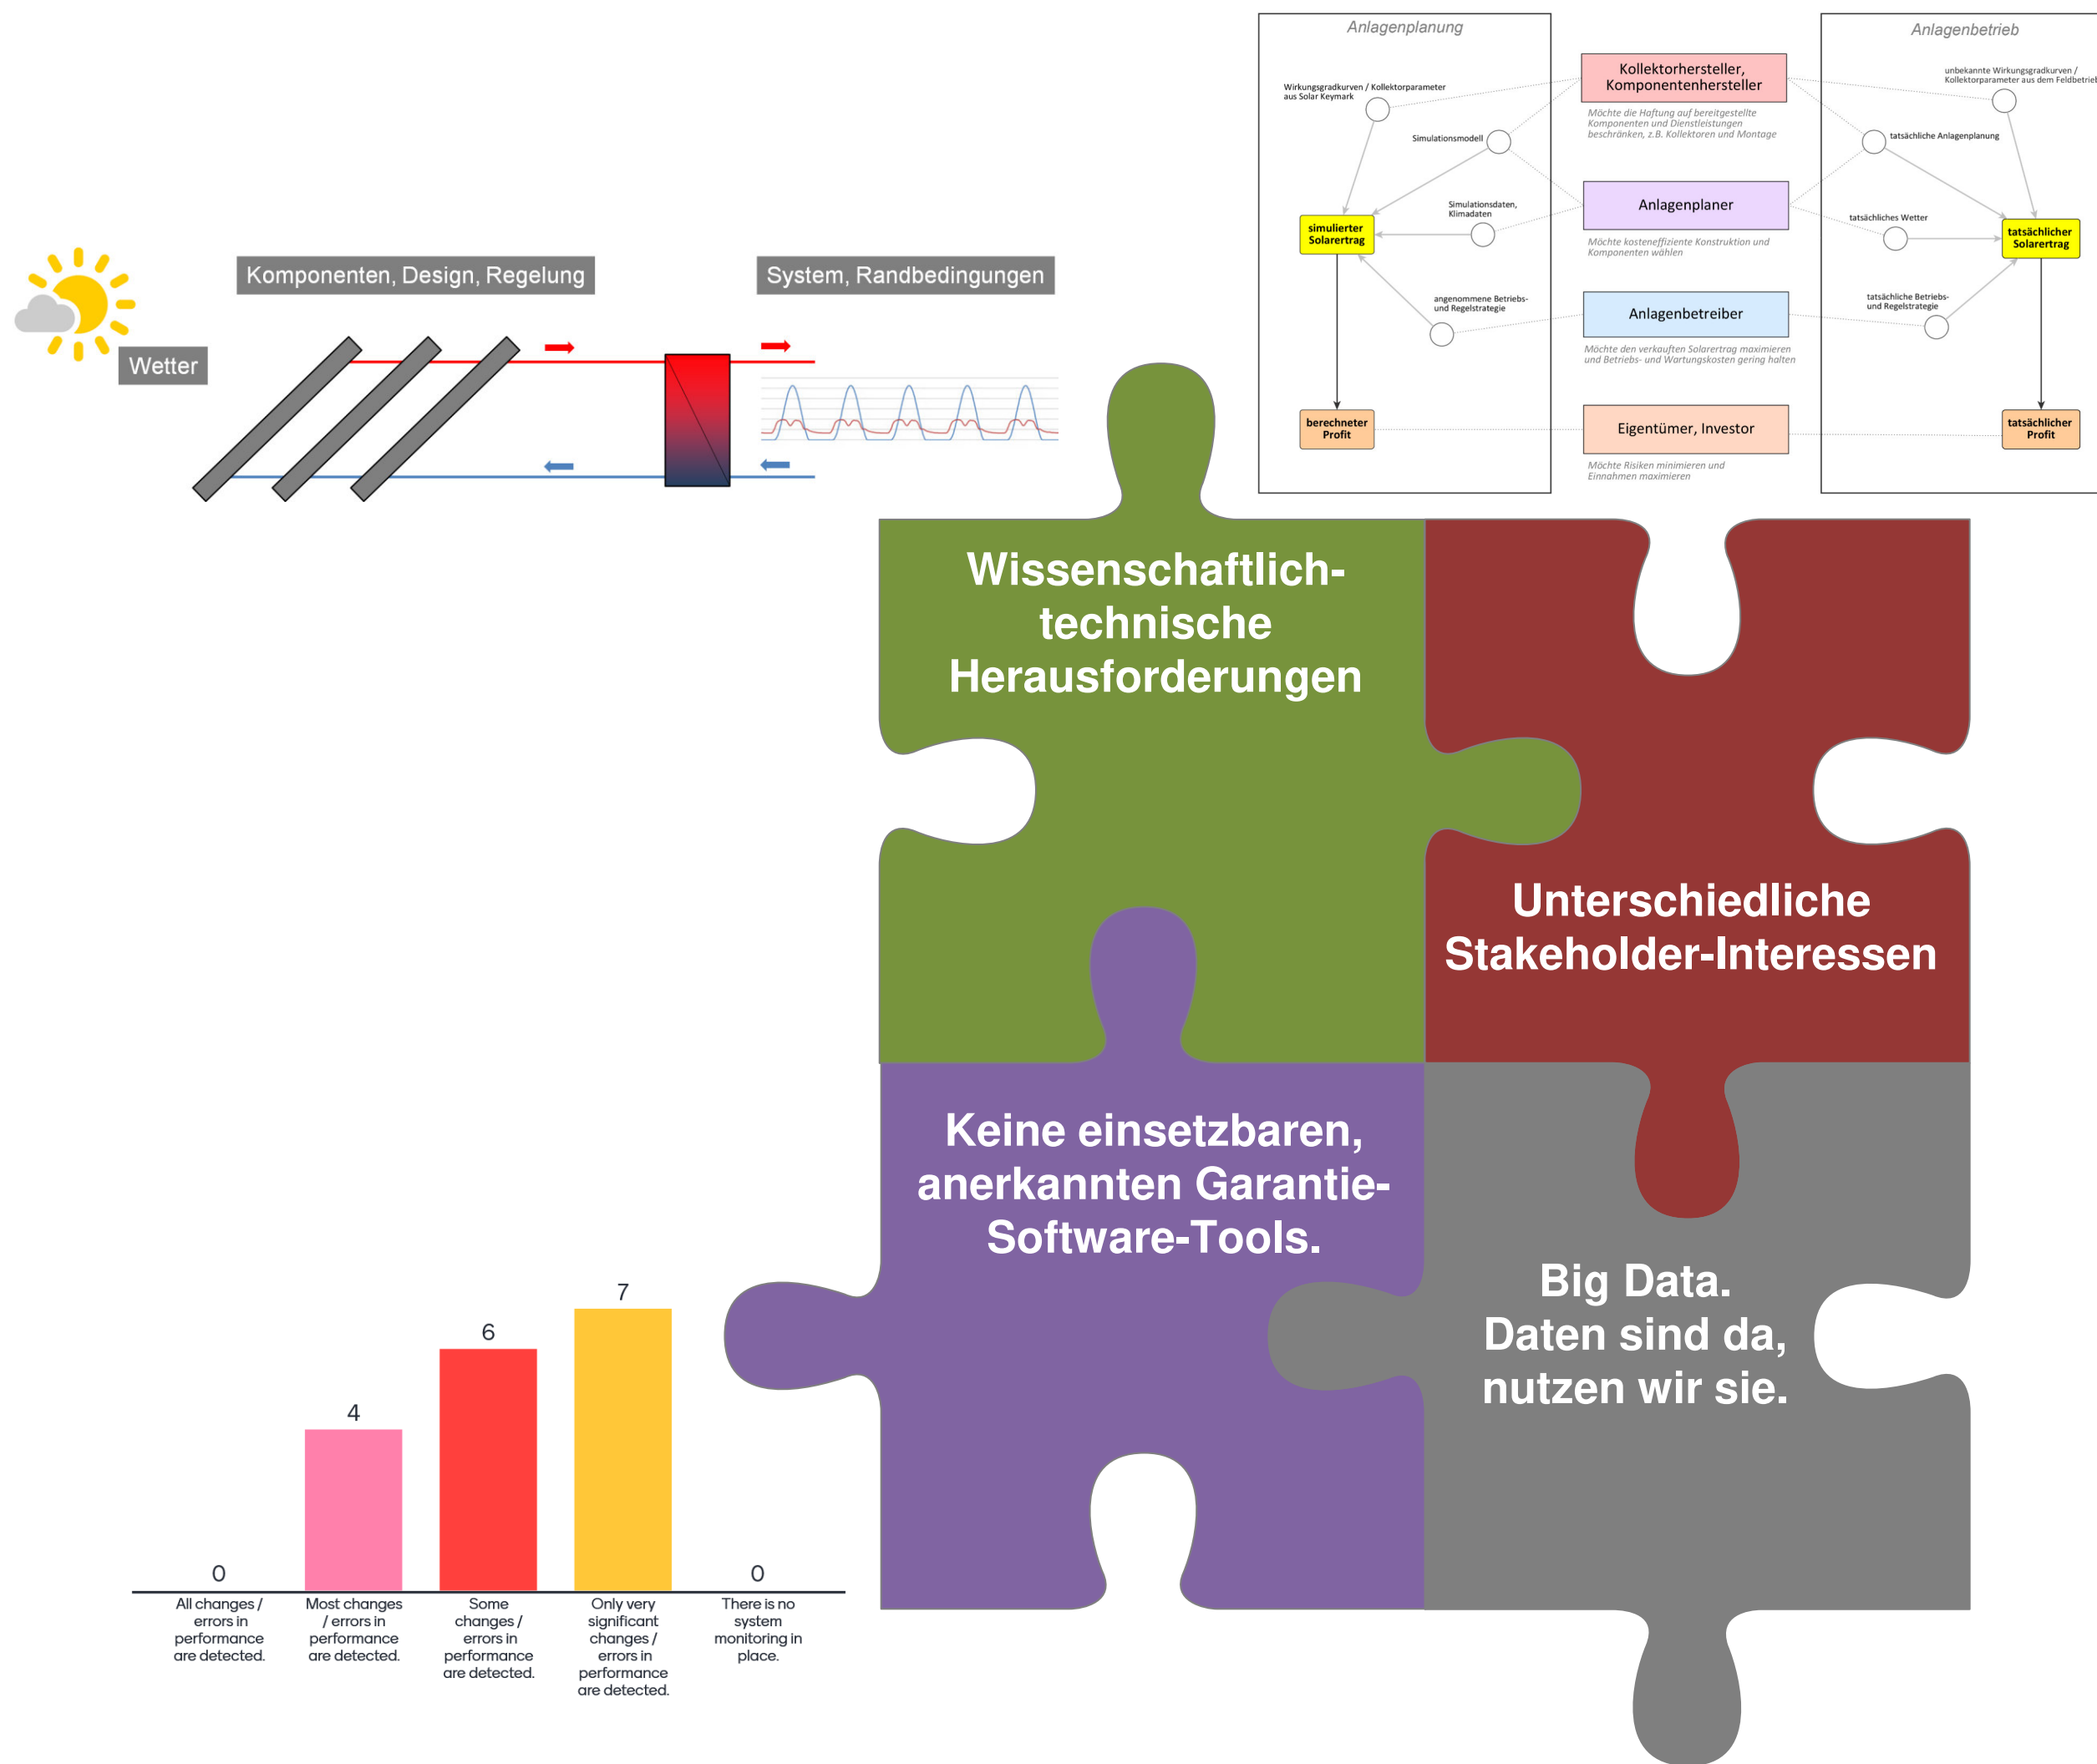 Wetter
Komponenten, Design, Regelung
System, Randbedingungen
Anlagenplanung
Wirkungsgradkurven / Kollektorparameter
aus Solar Keymark
Simulationsmodell
simulierter
Solarertrag
Simulationsdaten,
Klimadaten
angenommene Betriebs-
und Regelstrategie
berechneter
Profit
Kollektorhersteller,
Komponentenhersteller
Möchte die Haftung auf bereitgestellte
Komponenten und Dienstleistungen
beschränken, z.B. Kollektoren und Montage
Anlagenplaner
Möchte kosteneffiziente Konstruktion und
Komponenten wählen
Anlagenbetreiber
Möchte den verkauften Solarertrag maximieren
und Betriebs- und Wartungskosten gering halten
Eigentümer, Investor
Möchte Risiken minimieren und
Einnahmen maximieren
Anlagenbetrieb
unbekannte Wirkungsgradkurven /
Kollektorparameter aus dem Feldbetrieb
tatsächliche Anlagenplanung
tatsächliches Wetter
tatsächlicher
Solarertrag
tatsächliche Betriebs-
und Regelstrategie
tatsächlicher
Profit
Wissenschaftlich-
technische
Herausforderungen
Unterschiedliche
Stakeholder-Interessen
Keine einsetzbaren,
anerkannten Garantie-
Software-Tools.
Big Data.
Daten sind da,
nutzen wir sie.
0
4
6
7
0
All changes /
errors in
performance
are detected.
Most changes
/ errors in
performance
are detected.
Some
changes /
errors in
performance
are detected.
Only very
significant
changes /
errors in
performance
are detected.
There is no
system
monitoring in
place.